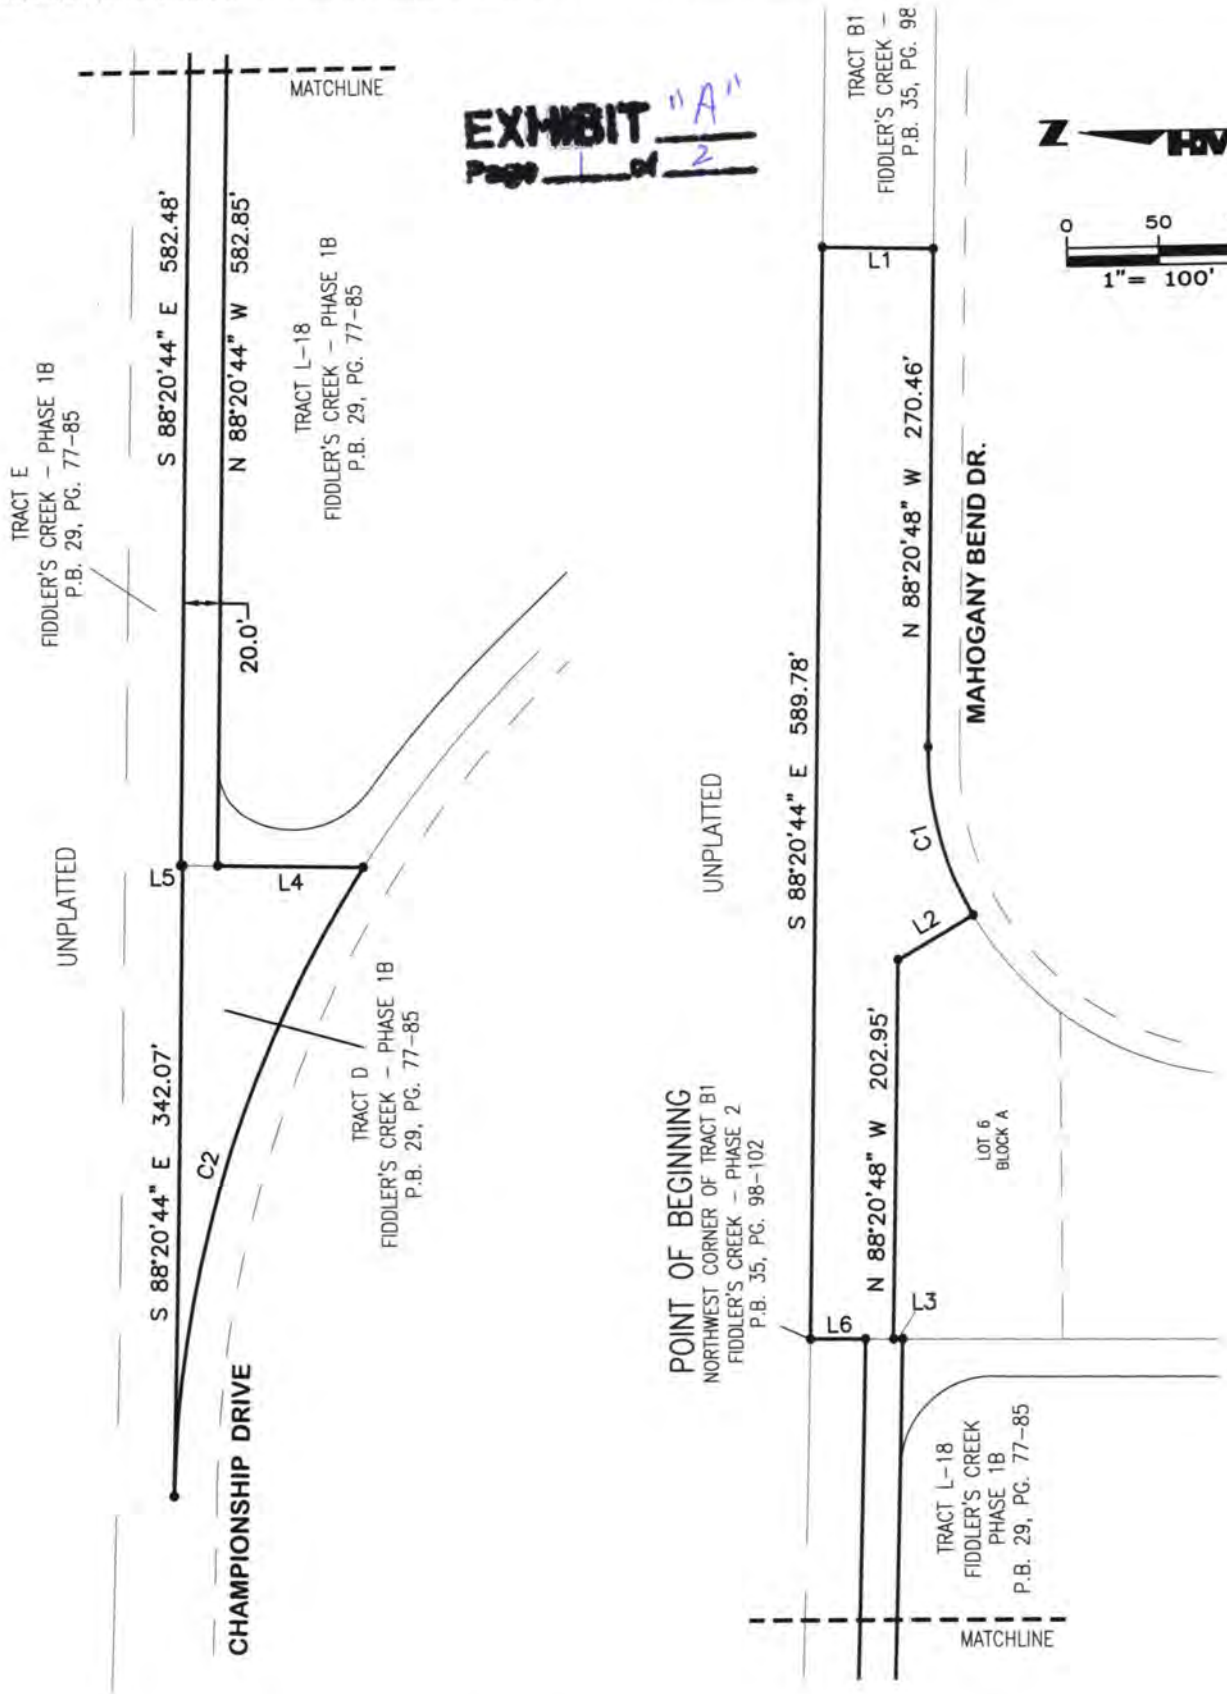 MATCHLINE
EXHIBIT "A"
Page 1 of 2
TRACT B1
FIDDLER'S CREEK -
P.B. 35, PG. 98
0 50
1"= 100'
TRACT E
FIDDLER'S CREEK - PHASE 1B
P.B. 29, PG. 77-85
S 88°20'44" E 582.48'
N 88°20'44" W 582.85'
TRACT L-18
FIDDLER'S CREEK - PHASE 1B
P.B. 29, PG. 77-85
20.0'
UNPLATTED
L5
L4
S 88°20'44" E 342.07'
C2
TRACT D
FIDDLER'S CREEK - PHASE 1B
P.B. 29, PG. 77-85
CHAMPIONSHIP DRIVE
L1
N 88°20'48" W 270.46'
MAHOGANY BEND DR.
S 88°20'44" E 589.78'
UNPLATTED
C1
L2
N 88°20'48" W 202.95'
POINT OF BEGINNING
NORTHWEST CORNER OF TRACT B1
FIDDLER'S CREEK - PHASE 2
P.B. 35, PG. 98-102
LOT 6
BLOCK A
L6
L3
TRACT L-18
FIDDLER'S CREEK
PHASE 1B
P.B. 29, PG. 77-85
MATCHLINE